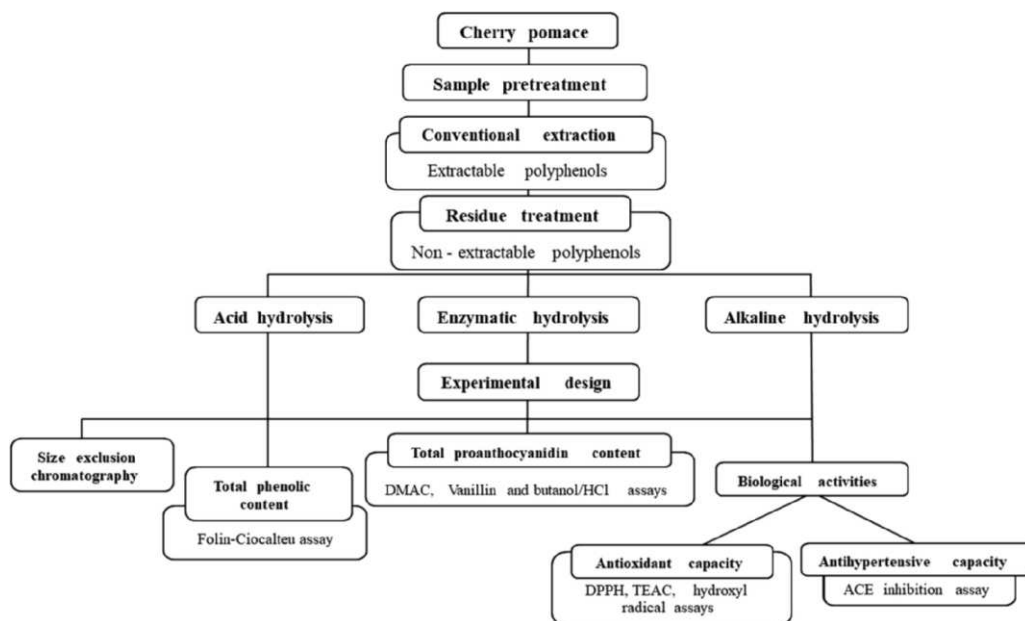 Cherry pomace
Sample pretreatment
Conventional extraction
Extractable polyphenols
Residue treatment
Non - extractable polyphenols
Acid hydrolysis
Enzymatic hydrolysis
Alkaline hydrolysis
Experimental design
Size exclusion
chromatography
Total phenolic
content
Folin-Ciocalteu assay
Total proanthocyanidin content
DMAC, Vanillin and butanol/HCl assays
Biological activities
Antioxidant capacity
DPPH, TEAC, hydroxyl
radical assays
Antihypertensive capacity
ACE inhibition assay